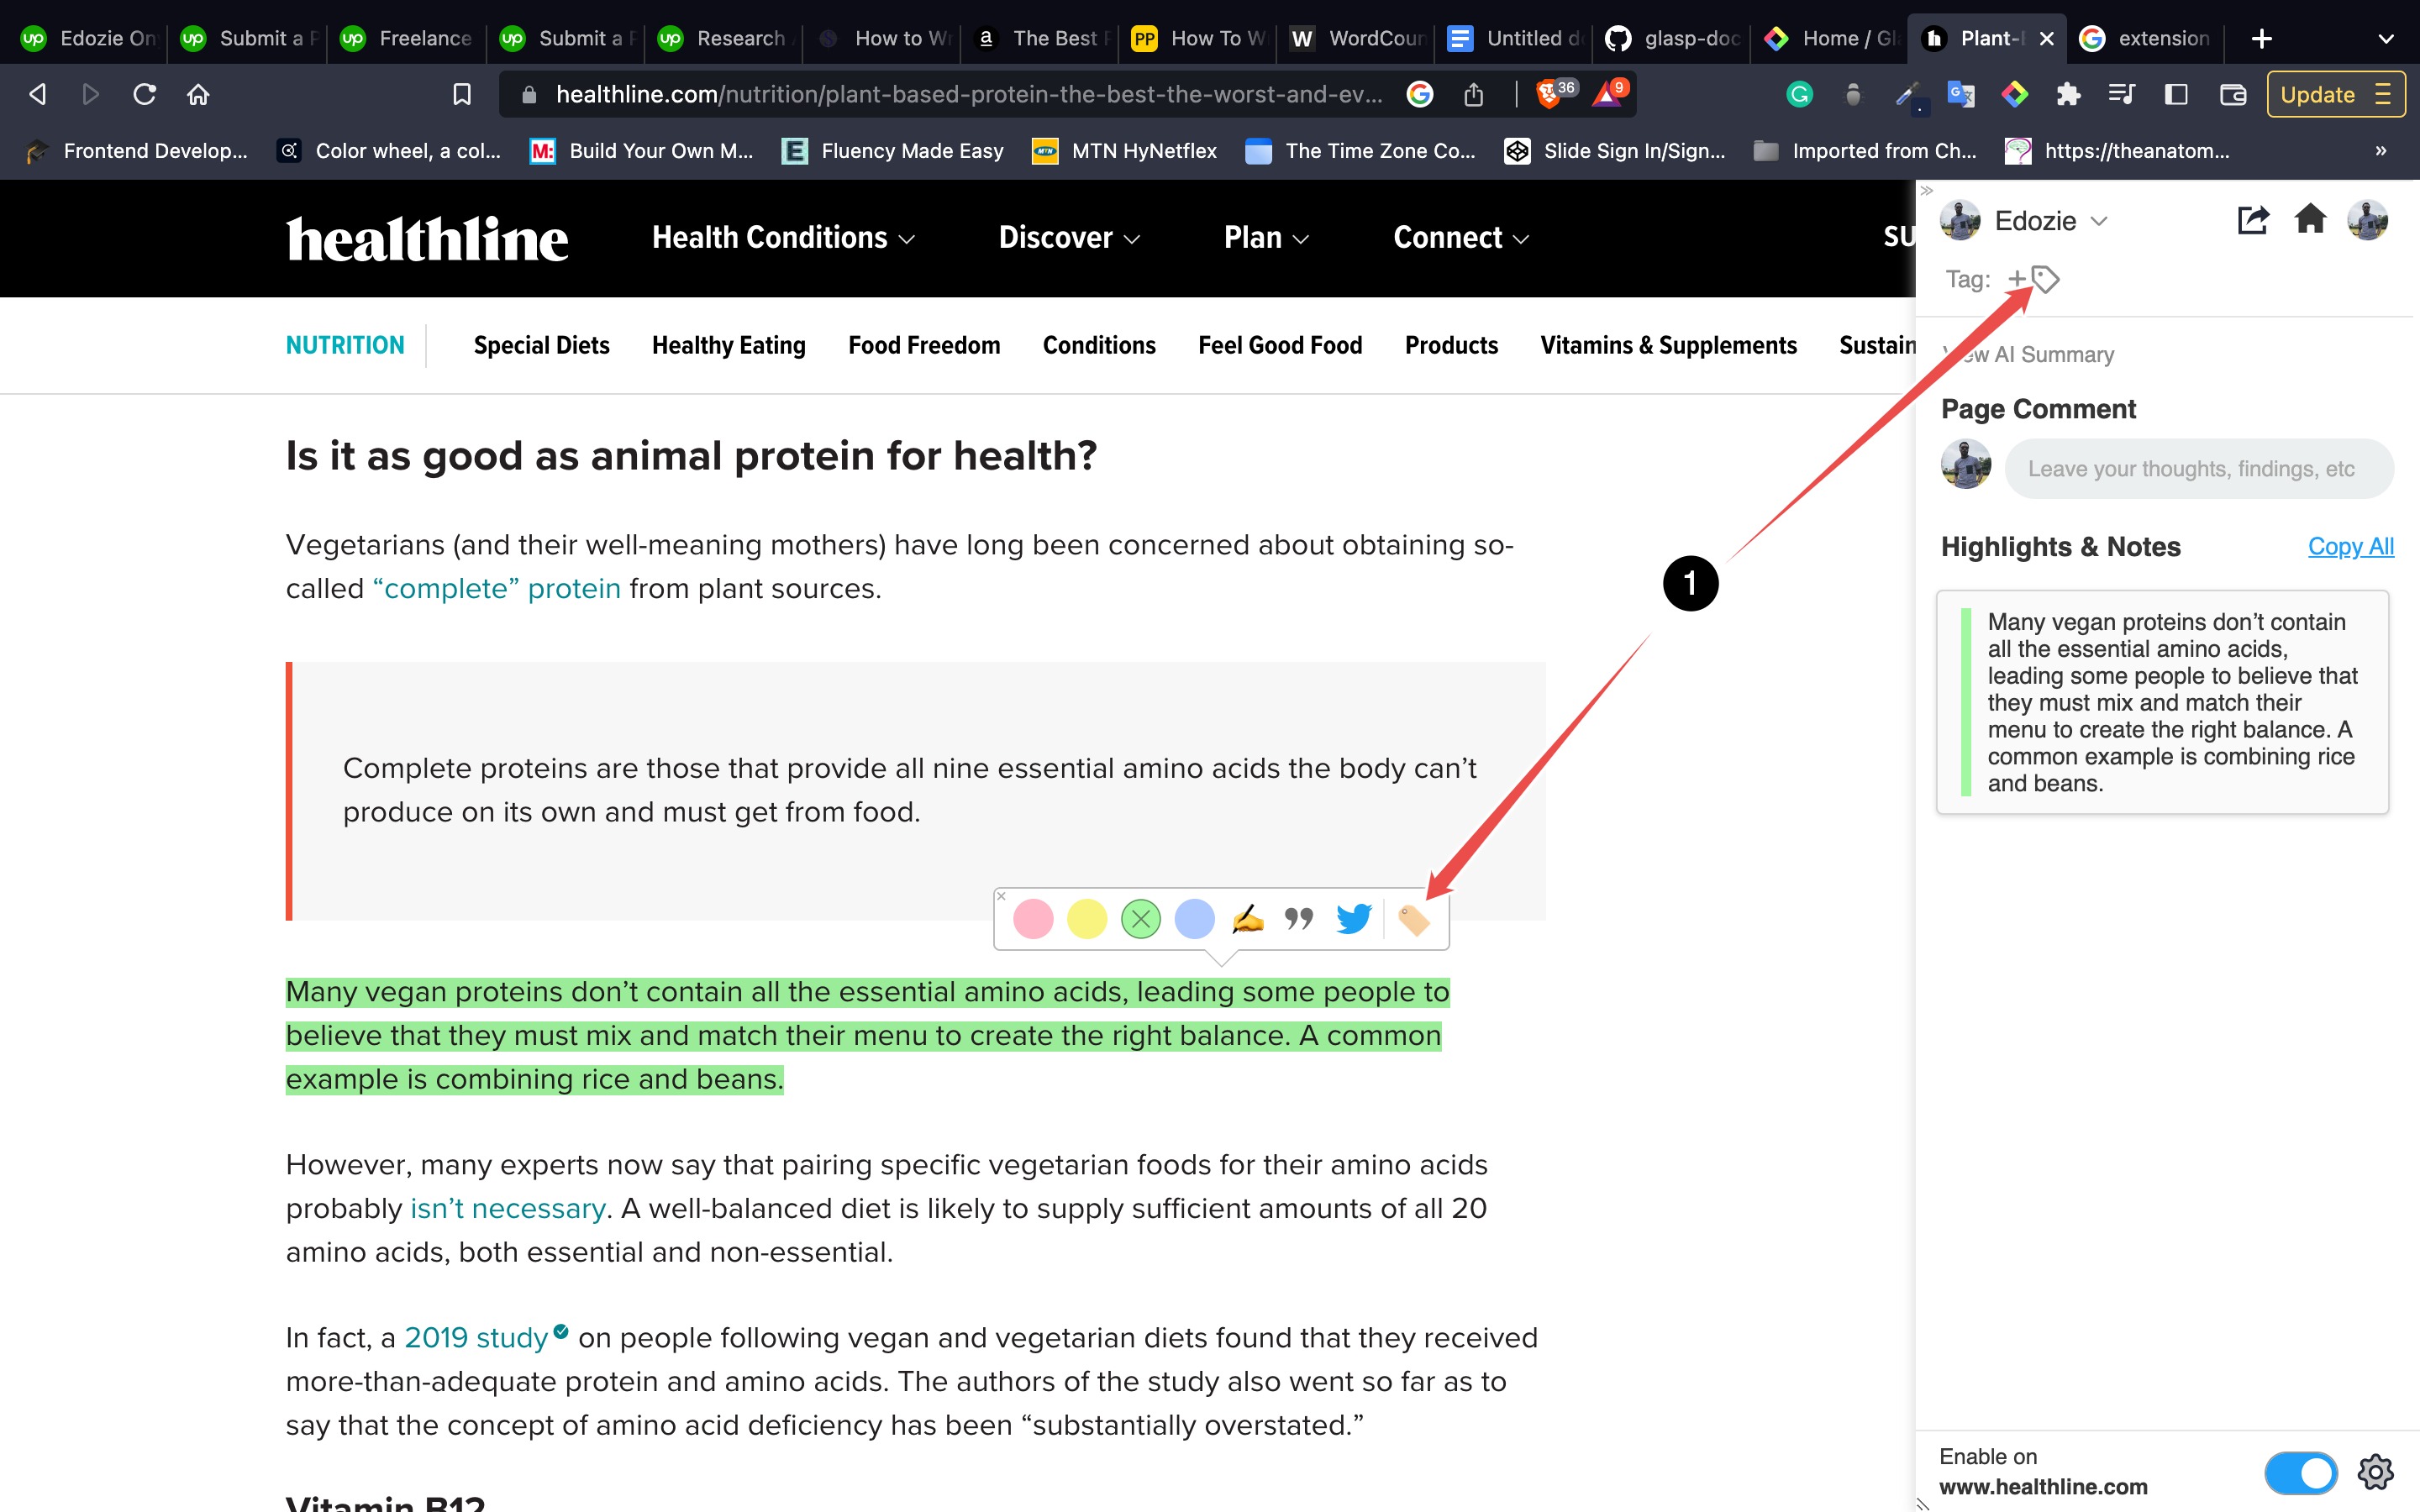 Edozie On
Submit a P
Freelance
Submit a P
Research
How to Wr
The Best
How To W
WordCoun
Untitled d
glasp-doc
Home / Gl
Plant-
extension
healthline.com/nutrition/plant-based-protein-the-best-the-worst-and-ev...
36
9
Update
Frontend Develop...
Color wheel, a col...
Build Your Own M...
Fluency Made Easy
MTN HyNetflex
The Time Zone Co...
Slide Sign In/Sign...
Imported from Ch...
https://theanatom...
»
healthline
Health Conditions
Discover
Plan
Connect
SU
NUTRITION
Special Diets
Healthy Eating
Food Freedom
Conditions
Feel Good Food
Products
Vitamins & Supplements
Sustain
Is it as good as animal protein for health?
Vegetarians (and their well-meaning mothers) have long been concerned about obtaining so-
called “complete” protein from plant sources.
Complete proteins are those that provide all nine essential amino acids the body can’t
produce on its own and must get from food.
Many vegan proteins don’t contain all the essential amino acids, leading some people to
believe that they must mix and match their menu to create the right balance. A common
example is combining rice and beans.
However, many experts now say that pairing specific vegetarian foods for their amino acids
probably isn’t necessary. A well-balanced diet is likely to supply sufficient amounts of all 20
amino acids, both essential and non-essential.
In fact, a 2019 study on people following vegan and vegetarian diets found that they received
more-than-adequate protein and amino acids. The authors of the study also went so far as to
say that the concept of amino acid deficiency has been “substantially overstated.”
Vitamin B12
1
Edozie
Tag: +
AI Summary
Page Comment
Leave your thoughts, findings, etc
Highlights & Notes
Copy All
Many vegan proteins don’t contain
all the essential amino acids,
leading some people to believe that
they must mix and match their
menu to create the right balance. A
common example is combining rice
and beans.
Enable on
www.healthline.com